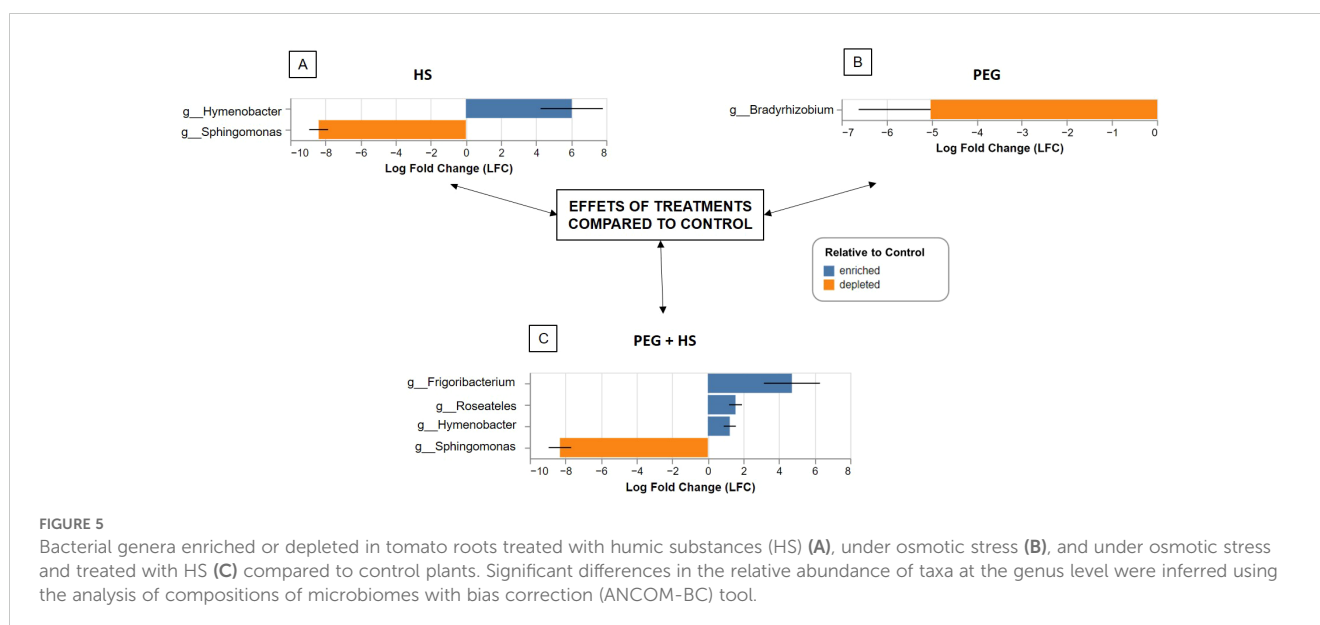 A
HS
g__Hymenobacter
g__Sphingomonas
−10 −8 −6 −4 −2 0 2 4 6 8
Log Fold Change (LFC)
B
PEG
g__Bradyrhizobium
−7 −6 −5 −4 −3 −2 −1 0
Log Fold Change (LFC)
EFFETS OF TREATMENTS
COMPARED TO CONTROL
Relative to Control
enriched
depleted
C
PEG + HS
g__Frigoribacterium
g__Roseateles
g__Hymenobacter
g__Sphingomonas
−10 −8 −6 −4 −2 0 2 4 6 8
Log Fold Change (LFC)
FIGURE 5
Bacterial genera enriched or depleted in tomato roots treated with humic substances (HS) (A), under osmotic stress (B), and under osmotic stress
and treated with HS (C) compared to control plants. Significant differences in the relative abundance of taxa at the genus level were inferred using
the analysis of compositions of microbiomes with bias correction (ANCOM-BC) tool.